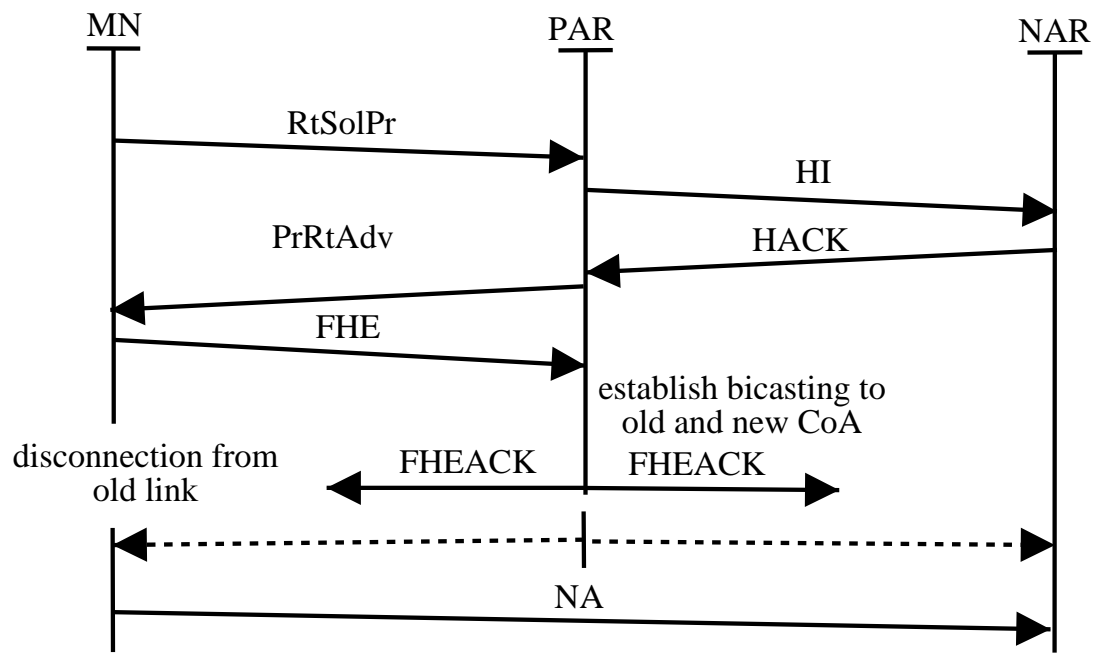 MN
PAR
NAR
RtSolPr
HI
PrRtAdv
HACK
FHE
establish bicasting to
old and new CoA
disconnection from
old link
FHEACK
FHEACK
NA